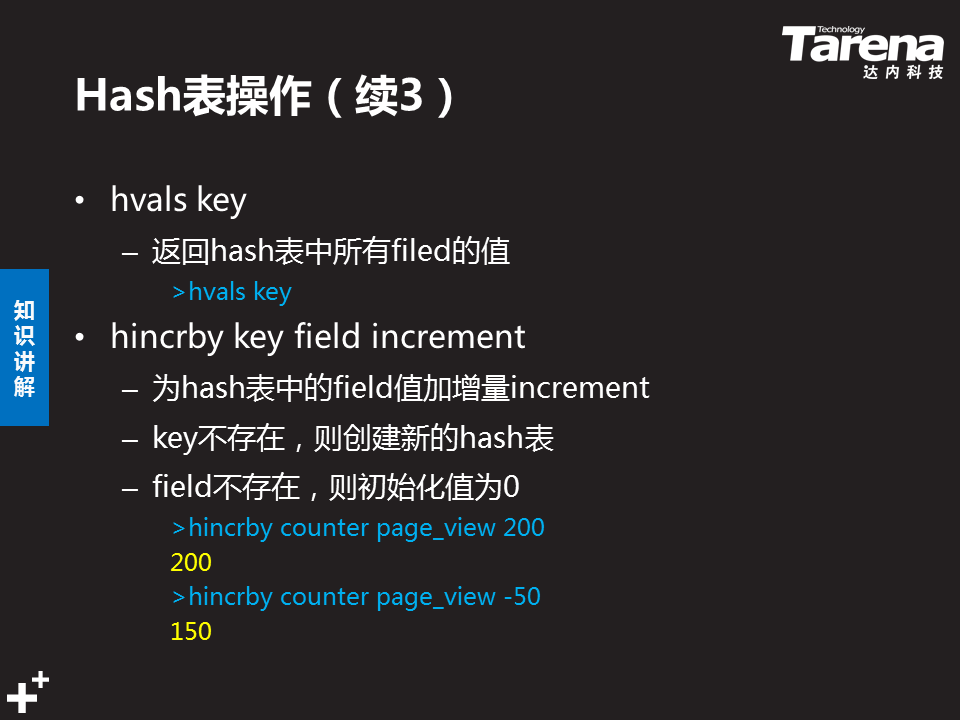 Technology
Tarena
达内科技
Hash表操作（续3）
• hvals key
– 返回hash表中所有filed的值
>hvals key
• hincrby key field increment
– 为hash表中的field值加增量increment
– key不存在，则创建新的hash表
– field不存在，则初始化值为0
>hincrby counter page_view 200
200
>hincrby counter page_view -50
150
知
识
讲
解